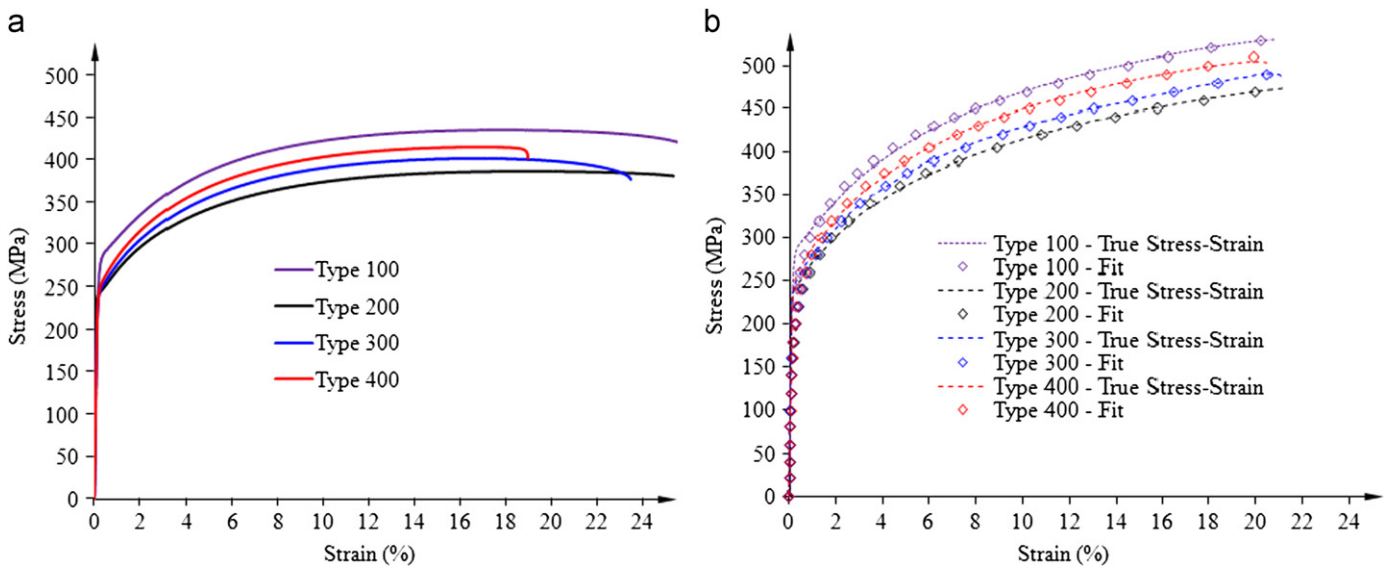 a
Stress (MPa)
500
450
400
350
300
250
200
150
100
50
0
0 2 4 6 8 10 12 14 16 18 20 22 24
Strain (%)
Type 100
Type 200
Type 300
Type 400
b
Stress (MPa)
500
450
400
350
300
250
200
150
100
50
0
0 2 4 6 8 10 12 14 16 18 20 22 24
Strain (%)
Type 100 - True Stress-Strain
Type 100 - Fit
Type 200 - True Stress-Strain
Type 200 - Fit
Type 300 - True Stress-Strain
Type 300 - Fit
Type 400 - True Stress-Strain
Type 400 - Fit